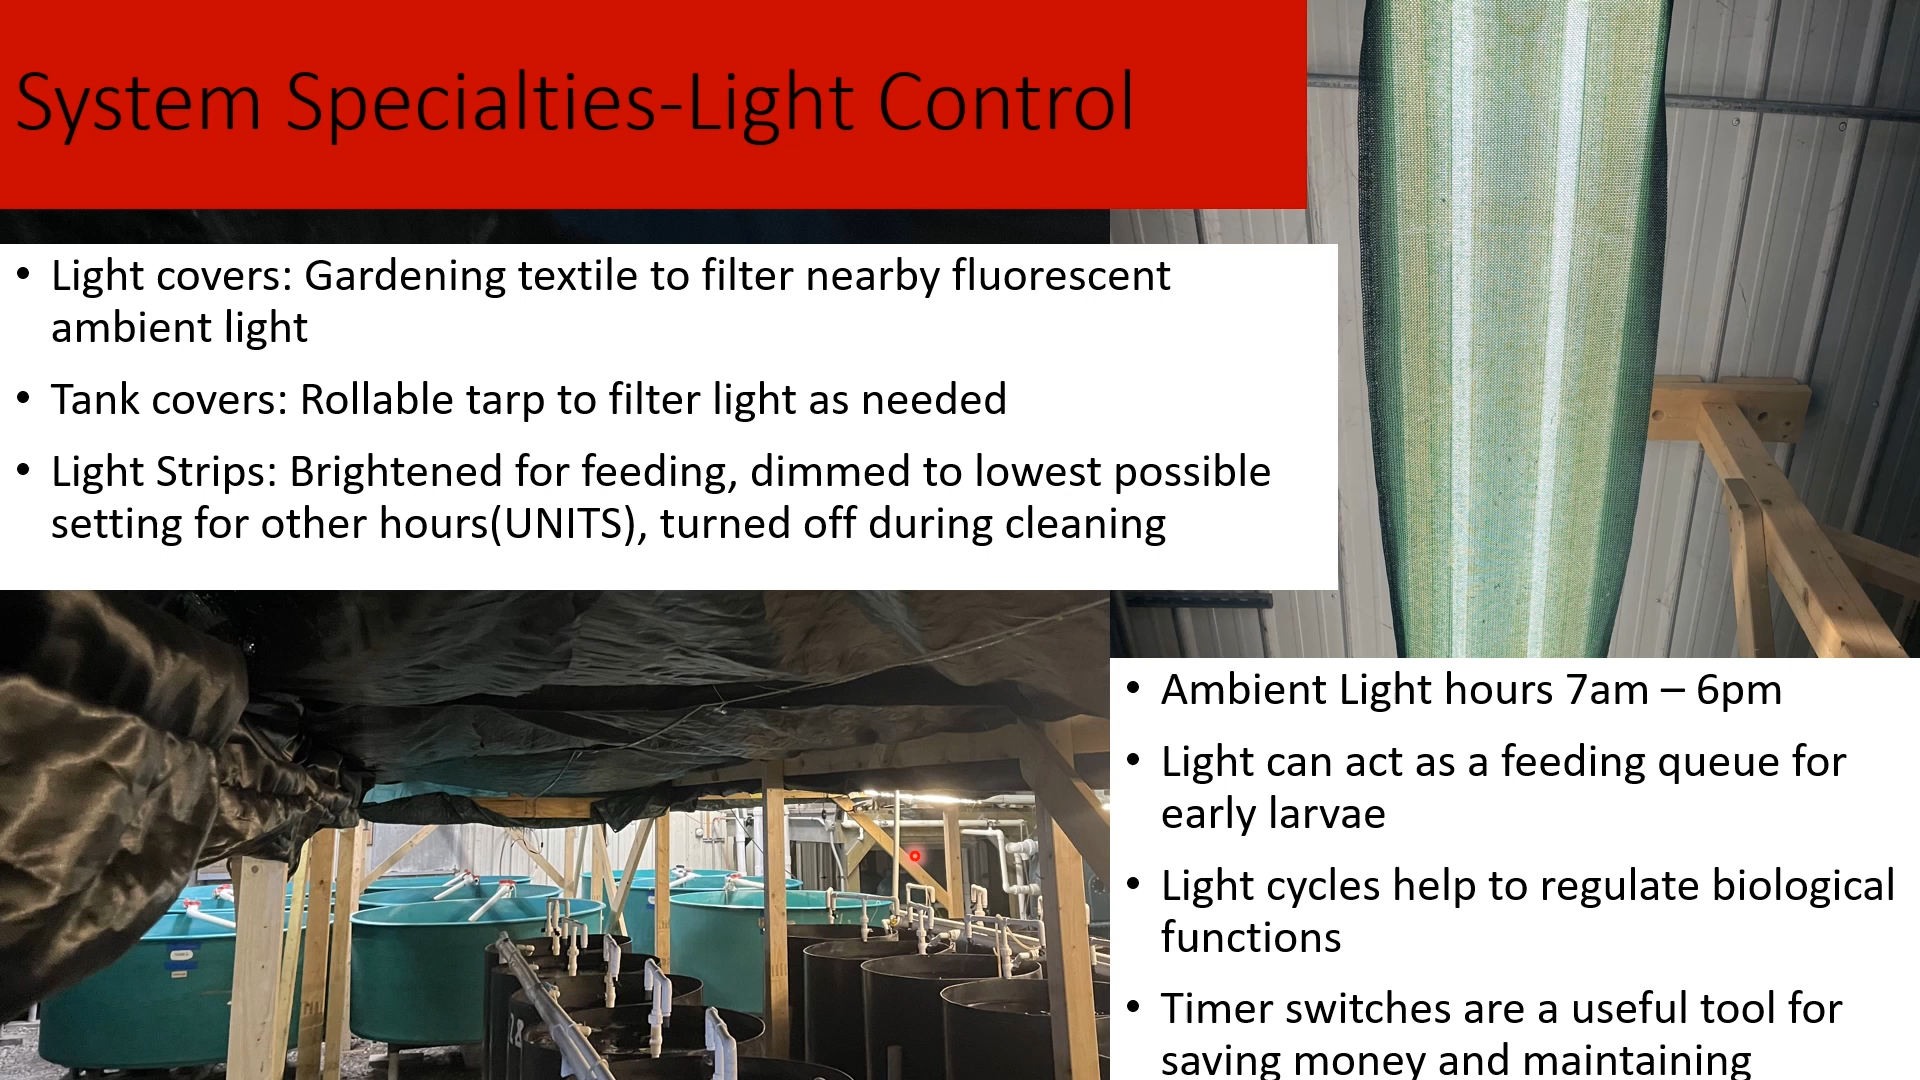 System Specialties-Light Control
• Light covers: Gardening textile to filter nearby fluorescent
ambient light
• Tank covers: Rollable tarp to filter light as needed
• Light Strips: Brightened for feeding, dimmed to lowest possible
setting for other hours(UNITS), turned off during cleaning
• Ambient Light hours 7am – 6pm
• Light can act as a feeding queue for
early larvae
• Light cycles help to regulate biological
functions
• Timer switches are a useful tool for
saving money and maintaining